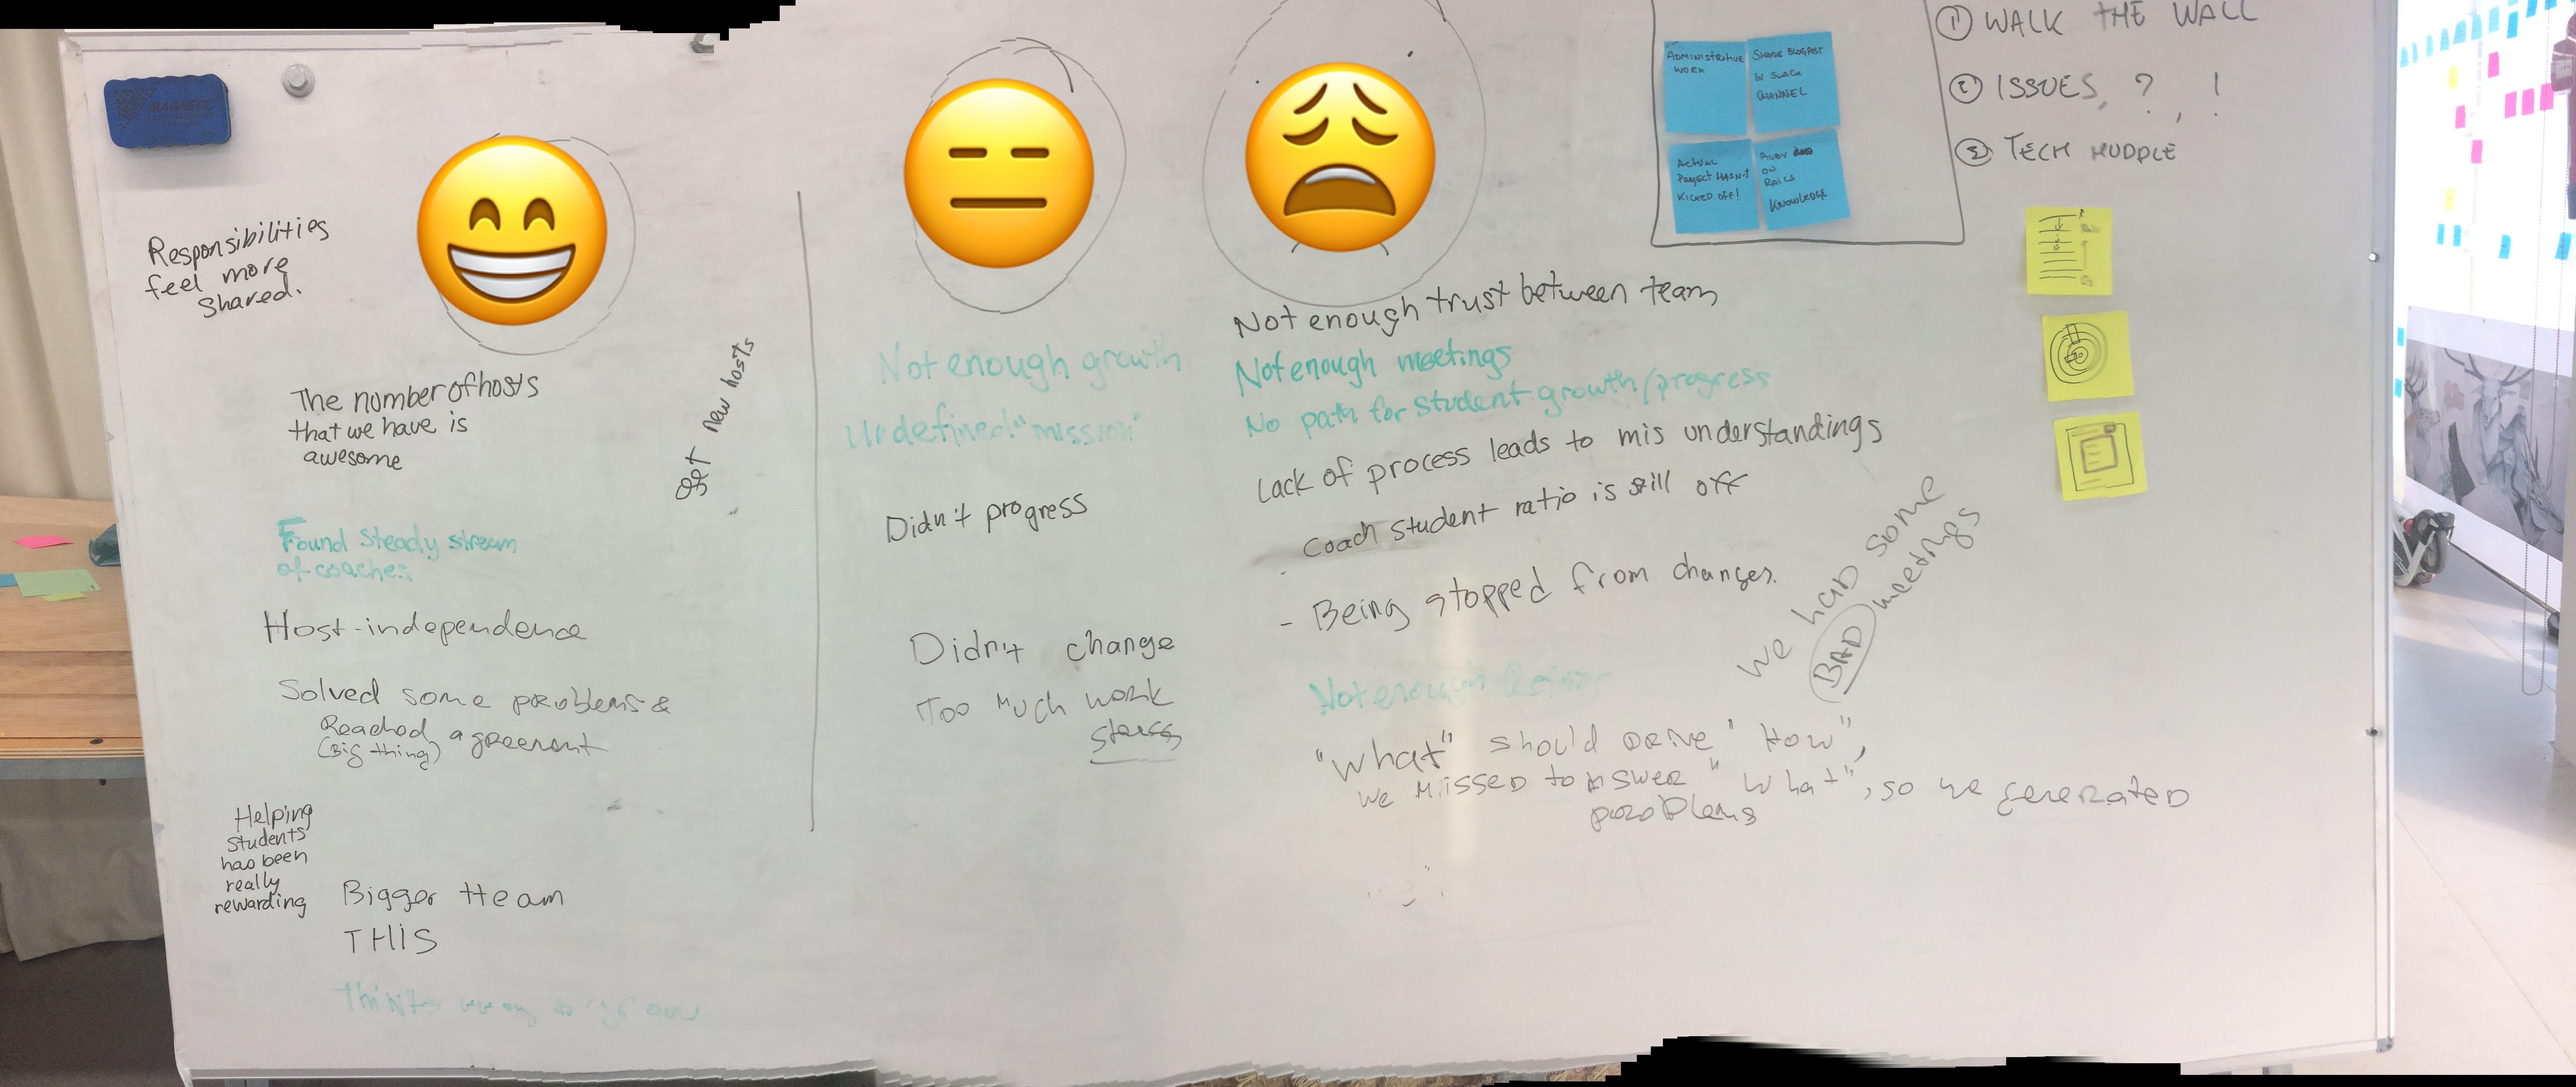 Responsibilities
feel more
shared.
The number of hosts
that we have is
awesome
Found steady stream
of coaches
Host-independence
Solved some problems &
Reached agreement
(Big thing)
Helping
students
has been
really
rewarding
Bigger team
THIS
new hosts
Not enough growth
Undefined "mission"
Didn't progress
Didn't change
Too much work
Not enough trust between team
Not enough meetings
No path for student growth/progress
Lack of process leads to mis understandings
- Coach student ratio is still off
- Being stopped from changes.
Not enough
we had some
BAD meetings
"What" should drive "How",
we missed to answer "what", so we generated
problems
ADMINISTRATIVE
WORK
SHARE BLOGPOST
IN SLACK
CHANNEL
ACTUAL
PROJECT HASN'T
KICKED OFF!
RUBY
ON
RAILS
KNOWLEDGE
1 WALK THE WALL
2 ISSUES, ?, !
3 TECH HUDDLE